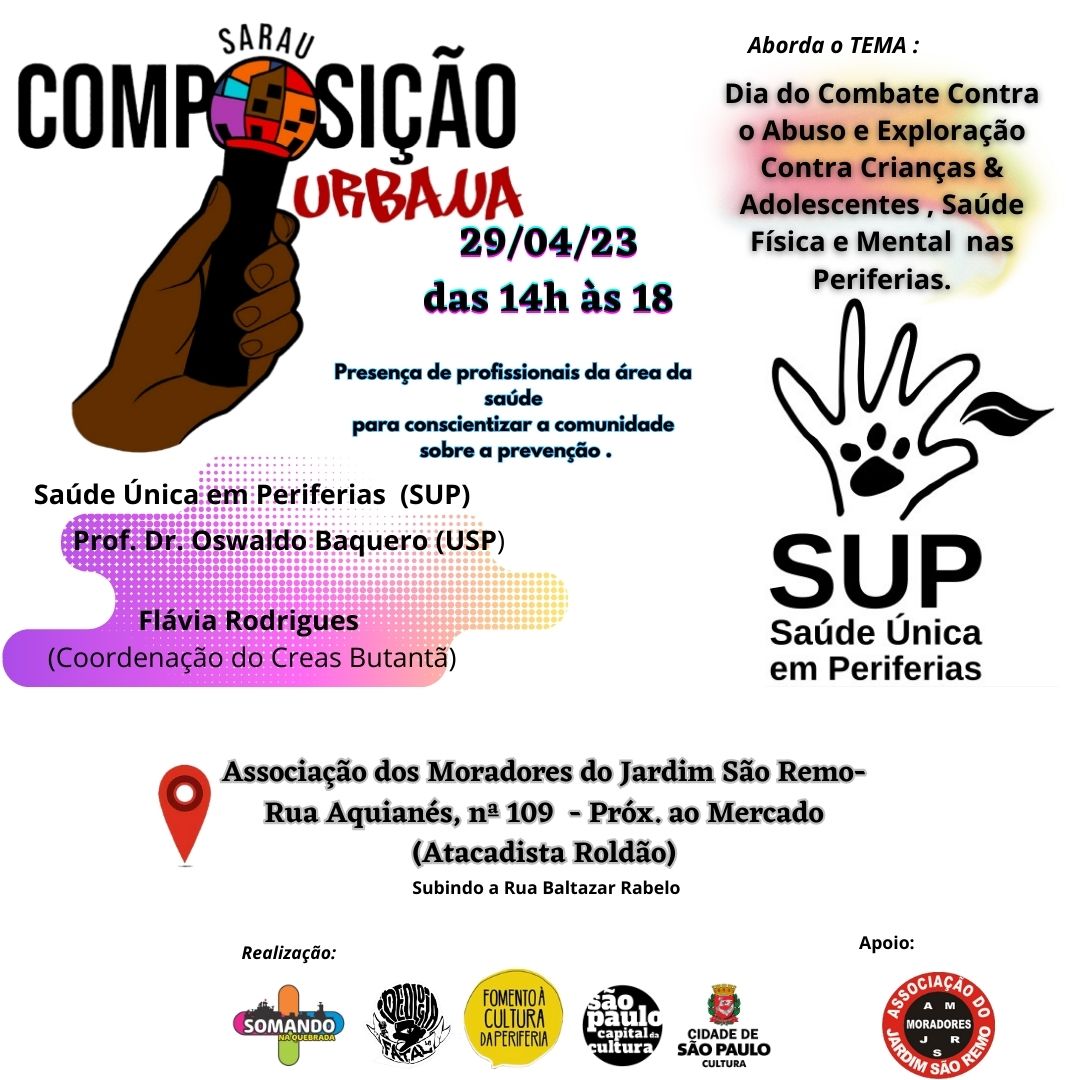 SARAU
COMPOSIÇÃO
URBANA
29/04/23
das 14h às 18
Aborda o TEMA :
Dia do Combate Contra
o Abuso e Exploração
Contra Crianças &
Adolescentes , Saúde
Física e Mental nas
Periferias.
Presença de profissionais da área da
saúde
para conscientizar a comunidade
sobre a prevenção .
Saúde Única em Periferias (SUP)
Prof. Dr. Oswaldo Baquero (USP)
Flávia Rodrigues
(Coordenação do Creas Butantã)
SUP
Saúde Única
em Periferias
Associação dos Moradores do Jardim São Remo-
Rua Aquianés, nª 109 - Próx. ao Mercado
(Atacadista Roldão)
Subindo a Rua Baltazar Rabelo
Realização:
SOMANDO
NA QUEBRADA
FATAL
FOMENTO À
CULTURA
DA PERIFERIA
são
paulo
capital da
cultura
CIDADE DE
SÃO PAULO
CULTURA
Apoio:
ASSOCIAÇÃO DO
A M
MORADORES
J R
S
JARDIM SÃO REMO